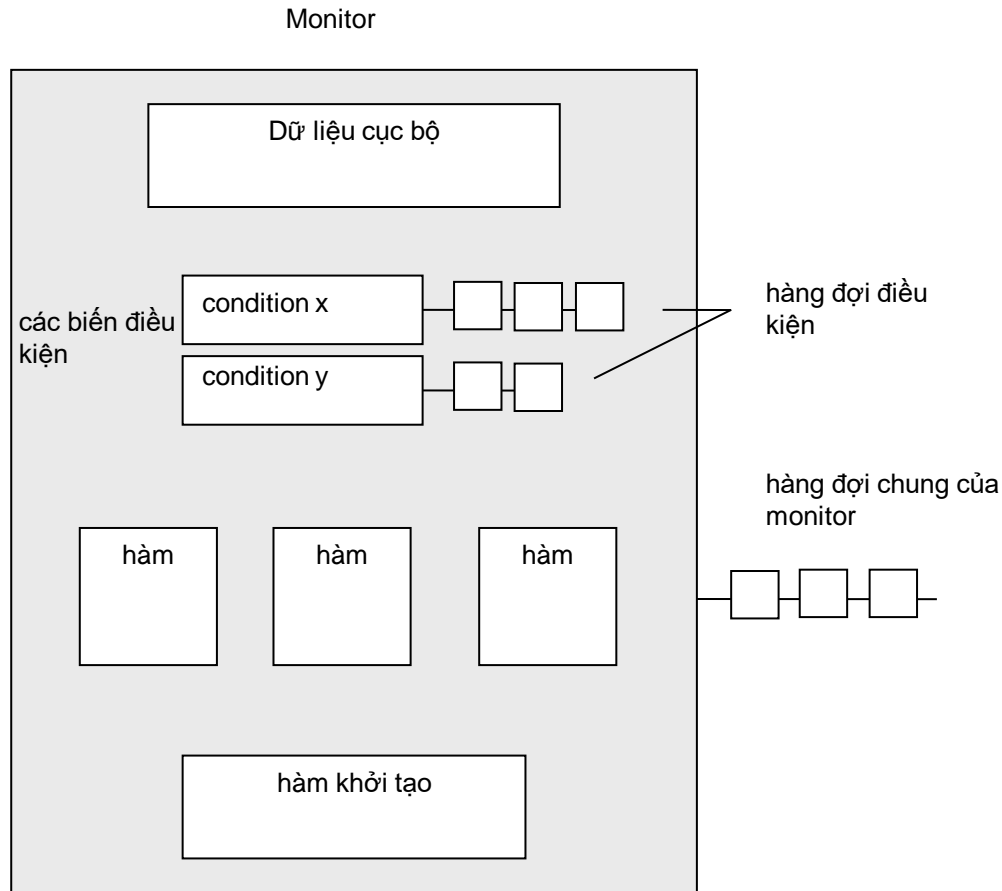 Monitor
Dữ liệu cục bộ
các biến điều
kiện
condition x
condition y
hàng đợi điều
kiện
hàng đợi chung của
monitor
hàm
hàm
hàm
hàm khởi tạo